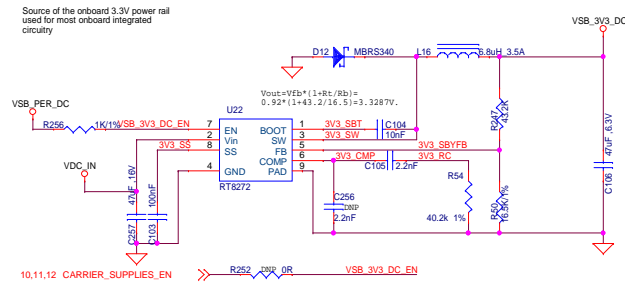 Source of the onboard 3.3V power rail
used for most onboard integrated
circuitry
VSB_3V3_DC
D12
MBRS340
L16
6.8uH_3.5A
Vout=Vfb*(1+Rt/Rb)=
0.92*(1+43.2/16.5)=3.3287V.
VSB_PER_DC
R256
1K/1%
VSB_3V3_DC_EN
U22
7
EN
BOOT
1
3V3_SBT
C104
10nF
2
Vin
SW
3
3V3_SW
3V3_SS
8
SS
FB
5
3V3_SBYFB
COMP
6
3V3_CMP
C105
2.2nF
3V3_RC
4
GND
PAD
9
RT8272
R247
43.2K
47uF_6.3V
C106
VDC_IN
47uF_16V
C257
100nF
C103
C256
DNP
2.2nF
R54
40.2k 1%
R50
16.5K/1%
10,11,12 CARRIER_SUPPLIES_EN
R252
DNP
0R
VSB_3V3_DC_EN